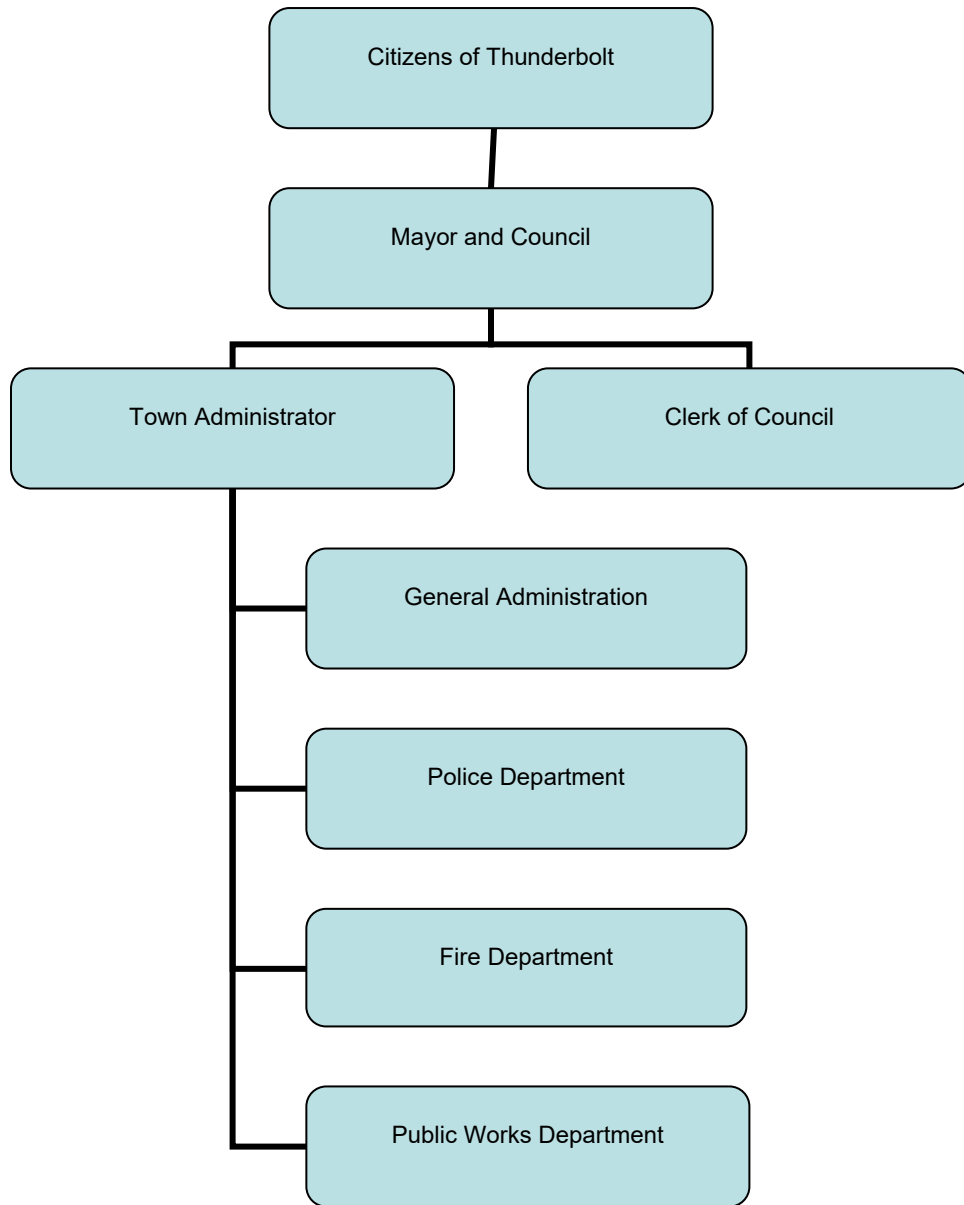 Citizens of Thunderbolt
Mayor and Council
Town Administrator
Clerk of Council
General Administration
Police Department
Fire Department
Public Works Department